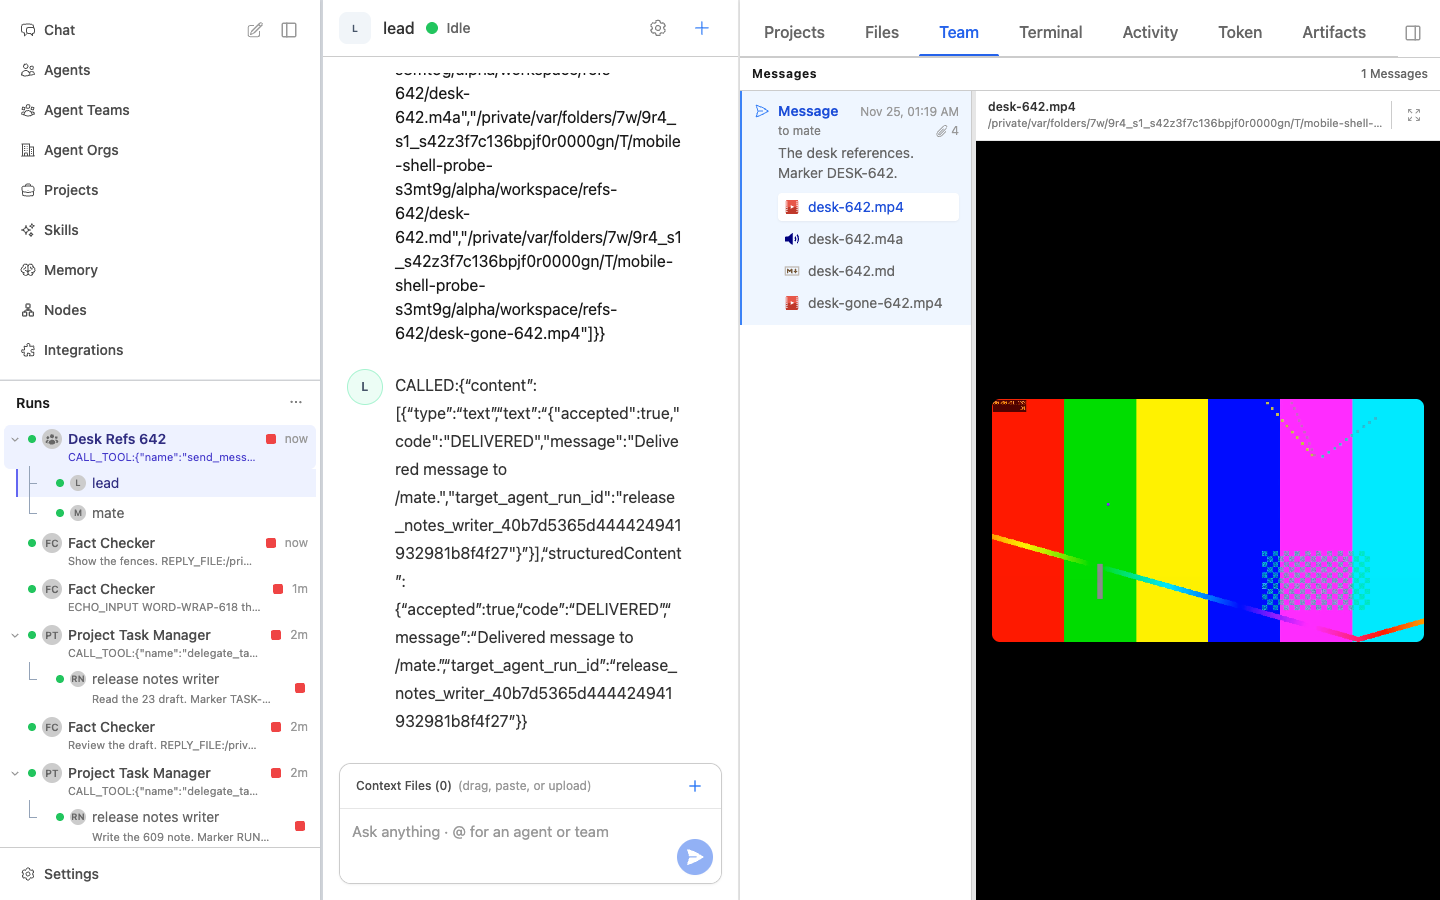 Chat
Agents
Agent Teams
Agent Orgs
Projects
Skills
Memory
Nodes
Integrations
Runs
Desk Refs 642
now
CALL_TOOL:{"name":"send_mess...
L
lead
M
mate
FC
Fact Checker
now
Show the fences. REPLY_FILE:/pri...
FC
Fact Checker
1m
ECHO_INPUT WORD-WRAP-618 th...
PT
Project Task Manager
2m
CALL_TOOL:{"name":"delegate_ta...
RN
release notes writer
Read the 23 draft. Marker TASK-...
FC
Fact Checker
2m
Review the draft. REPLY_FILE:/priv...
PT
Project Task Manager
2m
CALL_TOOL:{"name":"delegate_ta...
RN
release notes writer
Write the 609 note. Marker RUN...
Settings
L
lead
Idle
s3mt9g/alpha/workspace/refs-
642/desk-
642.m4a","/private/var/folders/7w/9r4_
s1_s42z3f7c136bpjf0r0000gn/T/mobile
-shell-probe-
s3mt9g/alpha/workspace/refs-
642/desk-
642.md","/private/var/folders/7w/9r4_s1
_s42z3f7c136bpjf0r0000gn/T/mobile-
shell-probe-
s3mt9g/alpha/workspace/refs-
642/desk-gone-642.mp4"]}}
L
CALLED:{“content”:
[{“type”:“text”,“text”:“{"accepted":true,"
code":"DELIVERED","message":"Delive
red message to
/mate.","target_agent_run_id":"release
_notes_writer_40b7d5365d444424941
932981b8f4f27"}”}],“structuredContent
”:
{“accepted”:true,“code”:“DELIVERED”,“
message”:“Delivered message to
/mate.”,“target_agent_run_id”:“release_
notes_writer_40b7d5365d444424941
932981b8f4f27”}}
Context Files (0) (drag, paste, or upload)
Ask anything · @ for an agent or team
Projects
Files
Team
Terminal
Activity
Token
Artifacts
Messages
1 Messages
Message
Nov 25, 01:19 AM
to mate
4
The desk references.
Marker DESK-642.
desk-642.mp4
desk-642.m4a
M↓
desk-642.md
desk-gone-642.mp4
desk-642.mp4
/private/var/folders/7w/9r4_s1_s42z3f7c136bpjf0r0000gn/T/mobile-shell-...